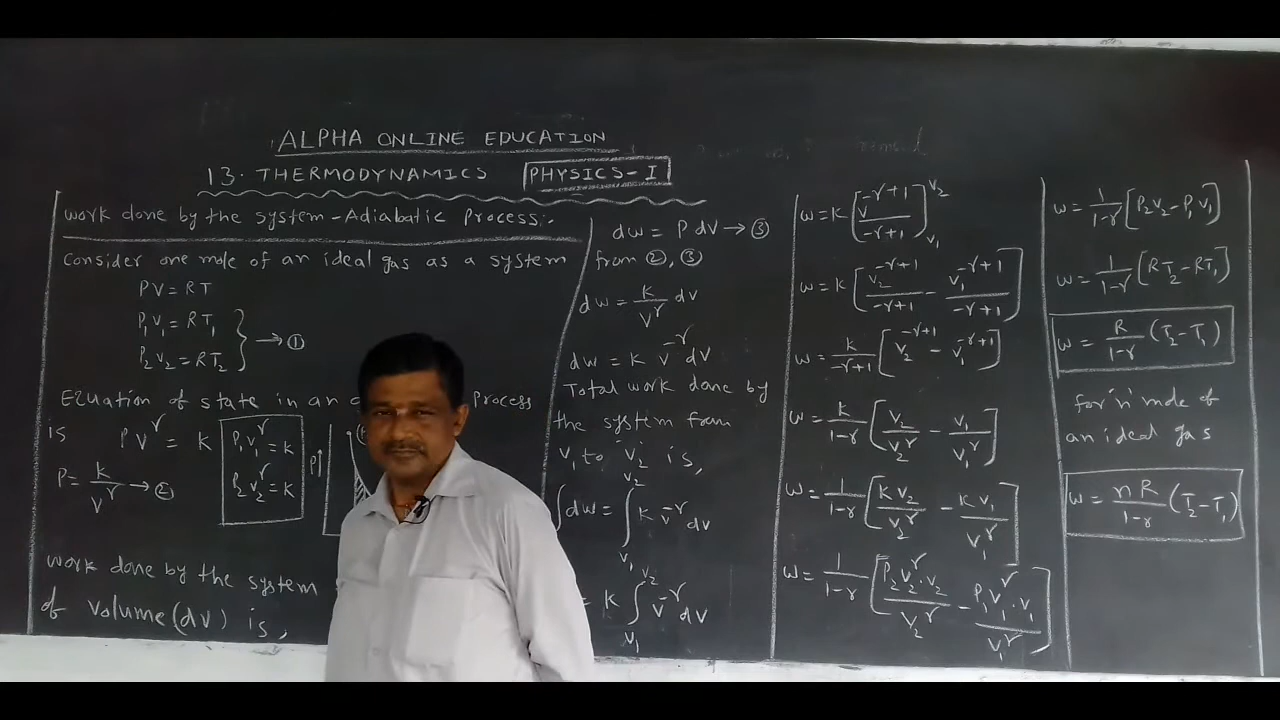 ALPHA ONLINE EDUCATION
13. THERMODYNAMICS PHYSICS-I
work done by the system-Adiabatic Process:-
Consider one mole of an ideal gas as a system
PV = RT
P₁V₁ = RT₁
P₂V₂ = RT₂
→ ①
Equation of state in an process
is PV^γ = K
P₁V₁^γ = K
P₂V₂^γ = K
P = K/V^γ → ②
P↑
work done by the system
of volume (dv) is,
dw = P dV → ③
from ②, ③
dw = K/V^γ dV
dw = K V^-γ dV
Total work done by
the system from
V₁ to V₂ is,
∫dw = ∫_V₁^V₂ K V^-γ dV
= K ∫_V₁^V₂ V^-γ dV
W = K [V^(-γ+1)/(-γ+1)]_V₁^V₂
W = K [V₂^(-γ+1)/(-γ+1) - V₁^(-γ+1)/(-γ+1)]
W = K/(-γ+1) [V₂^(-γ+1) - V₁^(-γ+1)]
W = K/(1-γ) [V₂/V₂^γ - V₁/V₁^γ]
W = 1/(1-γ) [KV₂/V₂^γ - KV₁/V₁^γ]
W = 1/(1-γ) [P₂V₂^γ·V₂/V₂^γ - P₁V₁^γ·V₁/V₁^γ]
W = 1/(1-γ) [P₂V₂-P₁V₁]
W = 1/(1-γ) [RT₂-RT₁]
W = R/(1-γ) (T₂-T₁)
for 'n' mole of
an ideal gas
W = nR/(1-γ) (T₂-T₁)